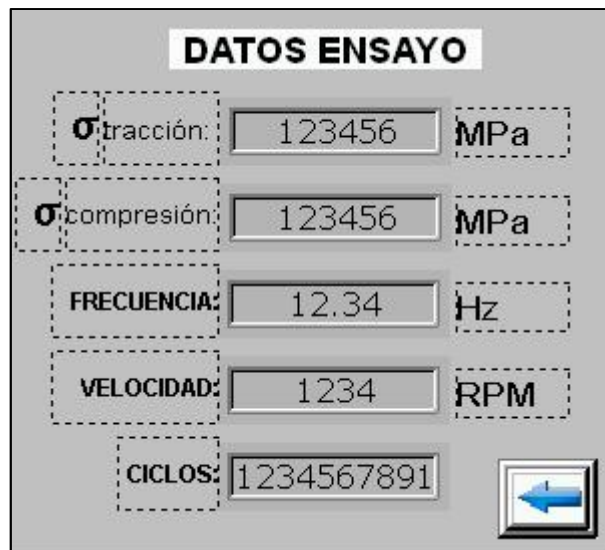 DATOS ENSAYO
σ tracción: 123456 MPa
σ compresión: 123456 MPa
FRECUENCIA: 12.34 Hz
VELOCIDAD: 1234 RPM
CICLOS: 1234567891